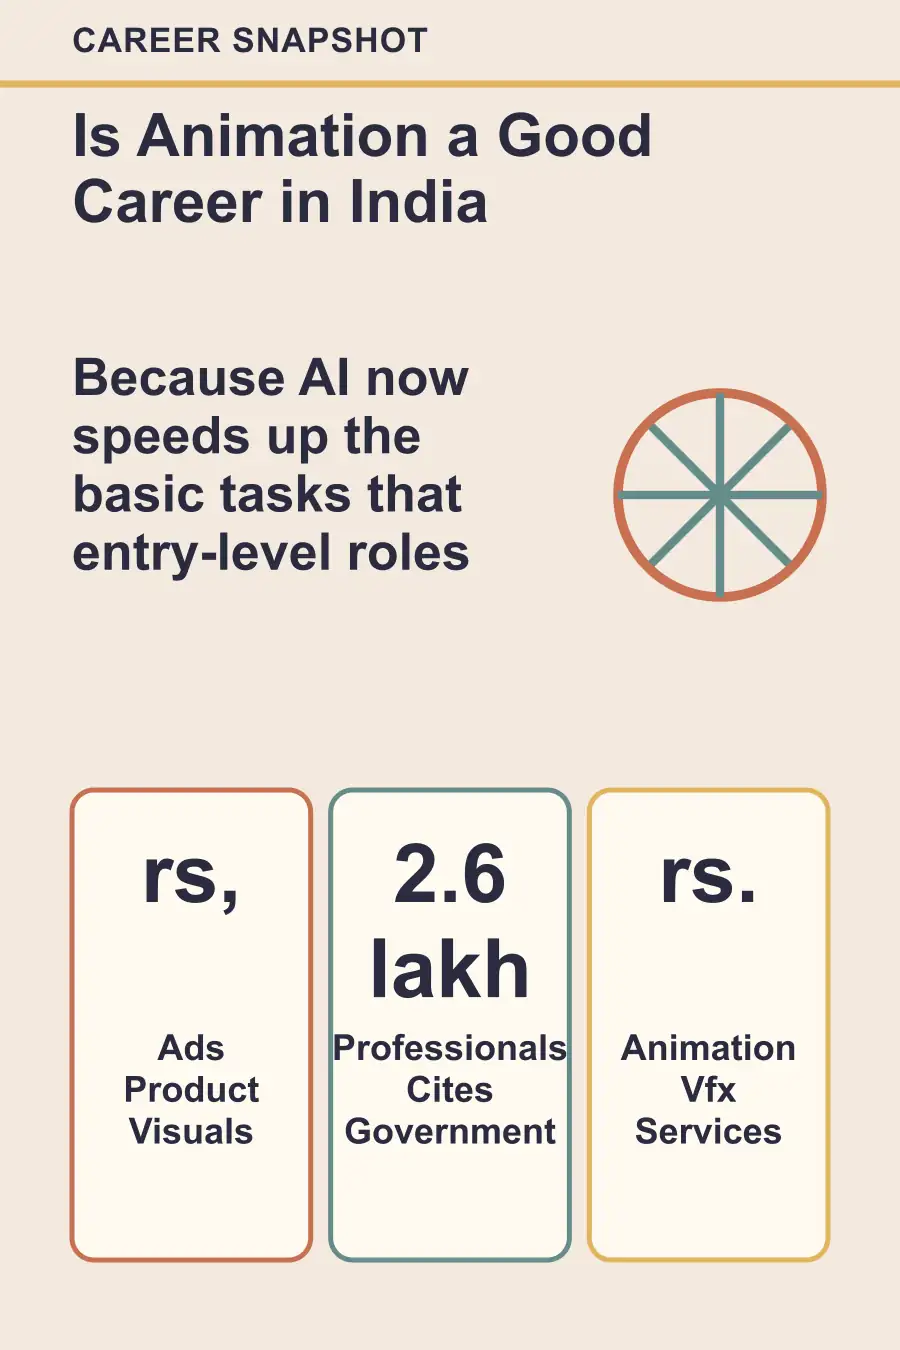 CAREER SNAPSHOT
Is Animation a Good
Career in India
Because AI now
speeds up the
basic tasks that
entry-level roles
rs,
Ads
Product
Visuals
2.6
lakh
Professionals
Cites
Government
rs.
Animation
Vfx
Services